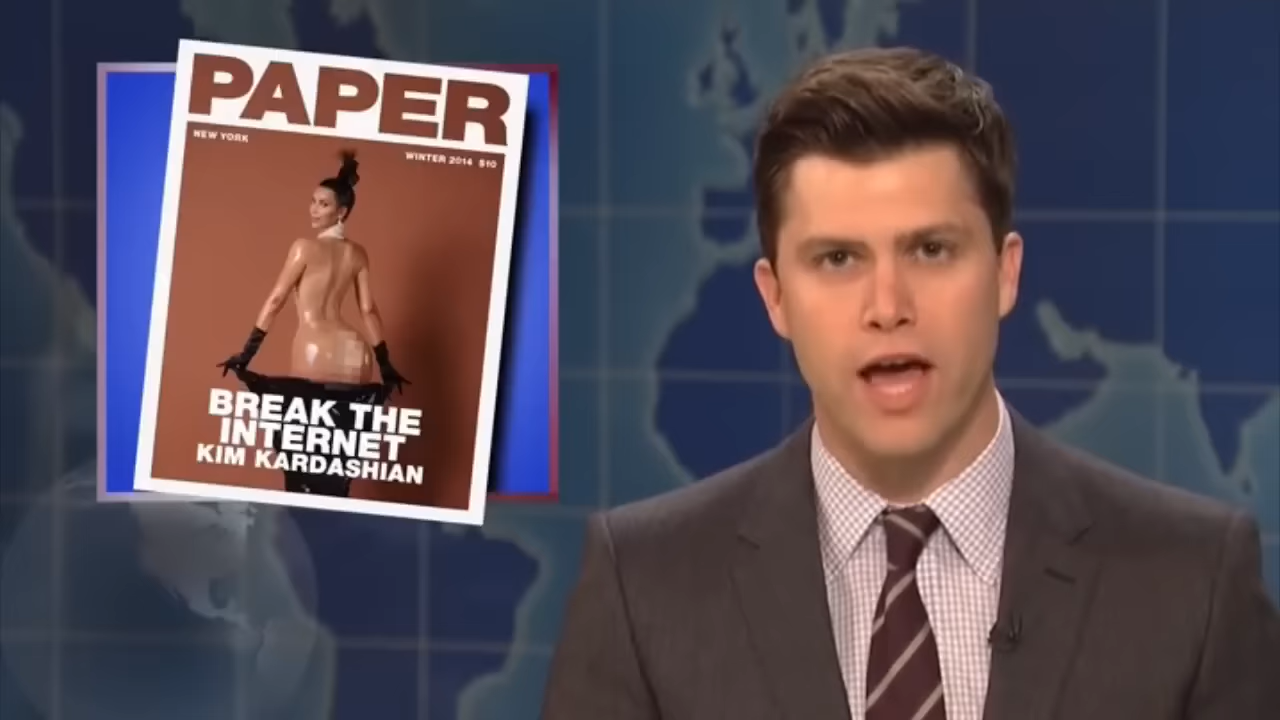 PAPER
NEW YORK
WINTER 2014 $10
BREAK THE
INTERNET
KIM KARDASHIAN